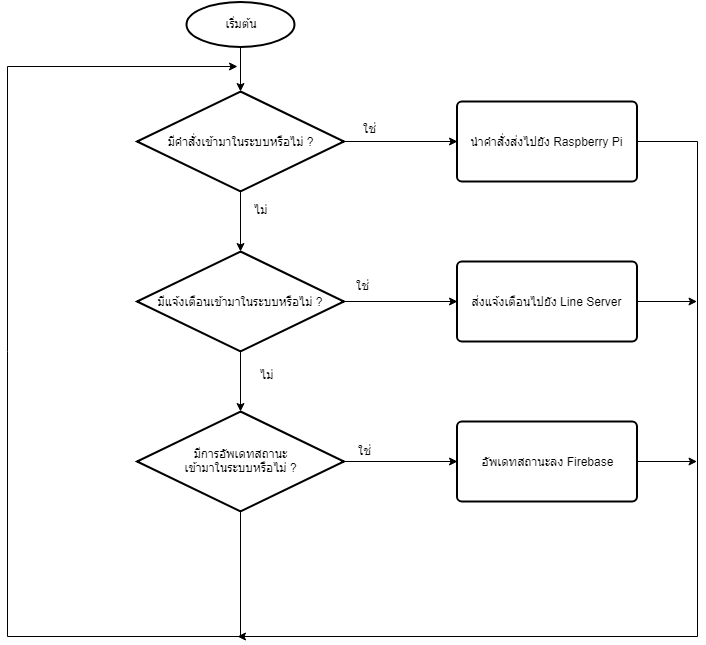 เริ่มต้น
มีคำสั่งเข้ามาในระบบหรือไม่ ?
ใช่
นำคำสั่งส่งไปยัง Raspberry Pi
ไม่
มีแจ้งเตือนเข้ามาในระบบหรือไม่ ?
ใช่
ส่งแจ้งเตือนไปยัง Line Server
ไม่
มีการอัพเดทสถานะ
เข้ามาในระบบหรือไม่ ?
ใช่
อัพเดทสถานะลง Firebase